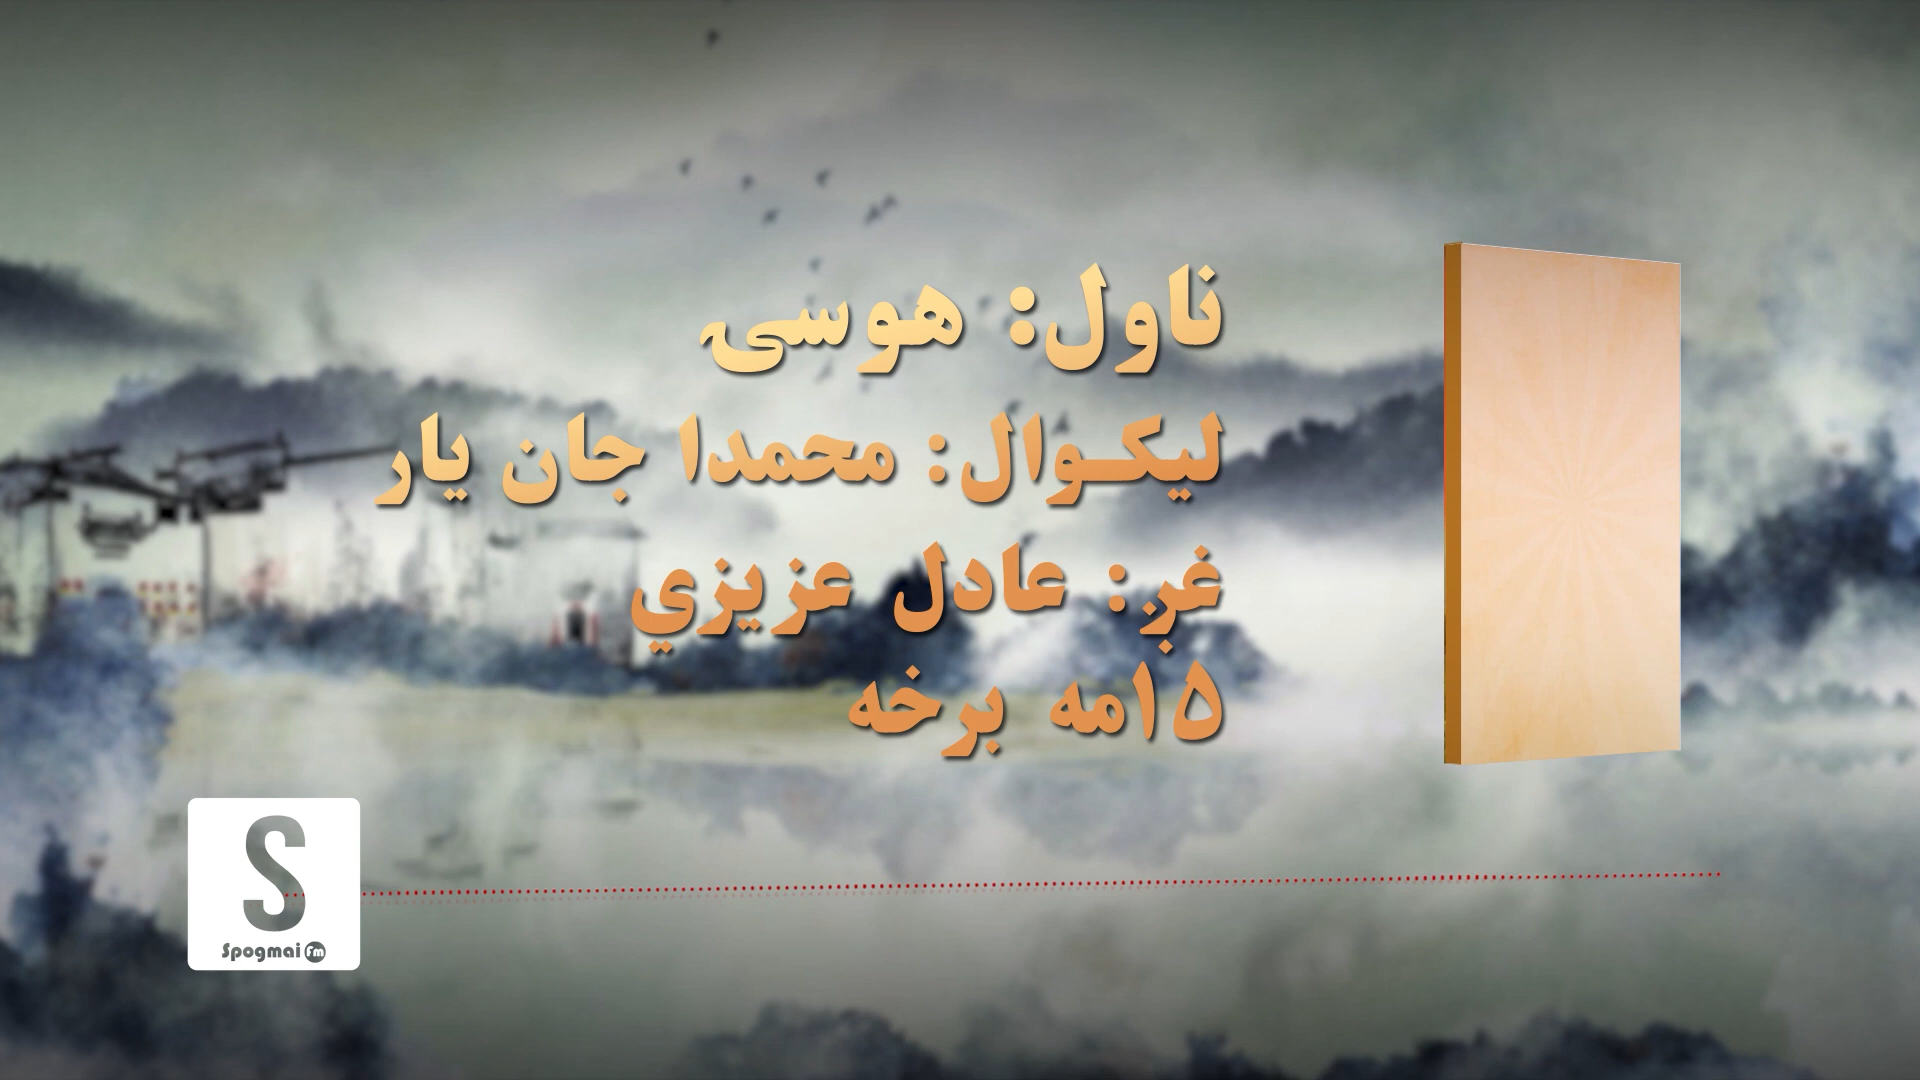 ناول: هوسۍ
لیکـوال: محمدا جان یار
غږ: عادل عزیزي
۱۵مه برخه
S
Spogmai Fm